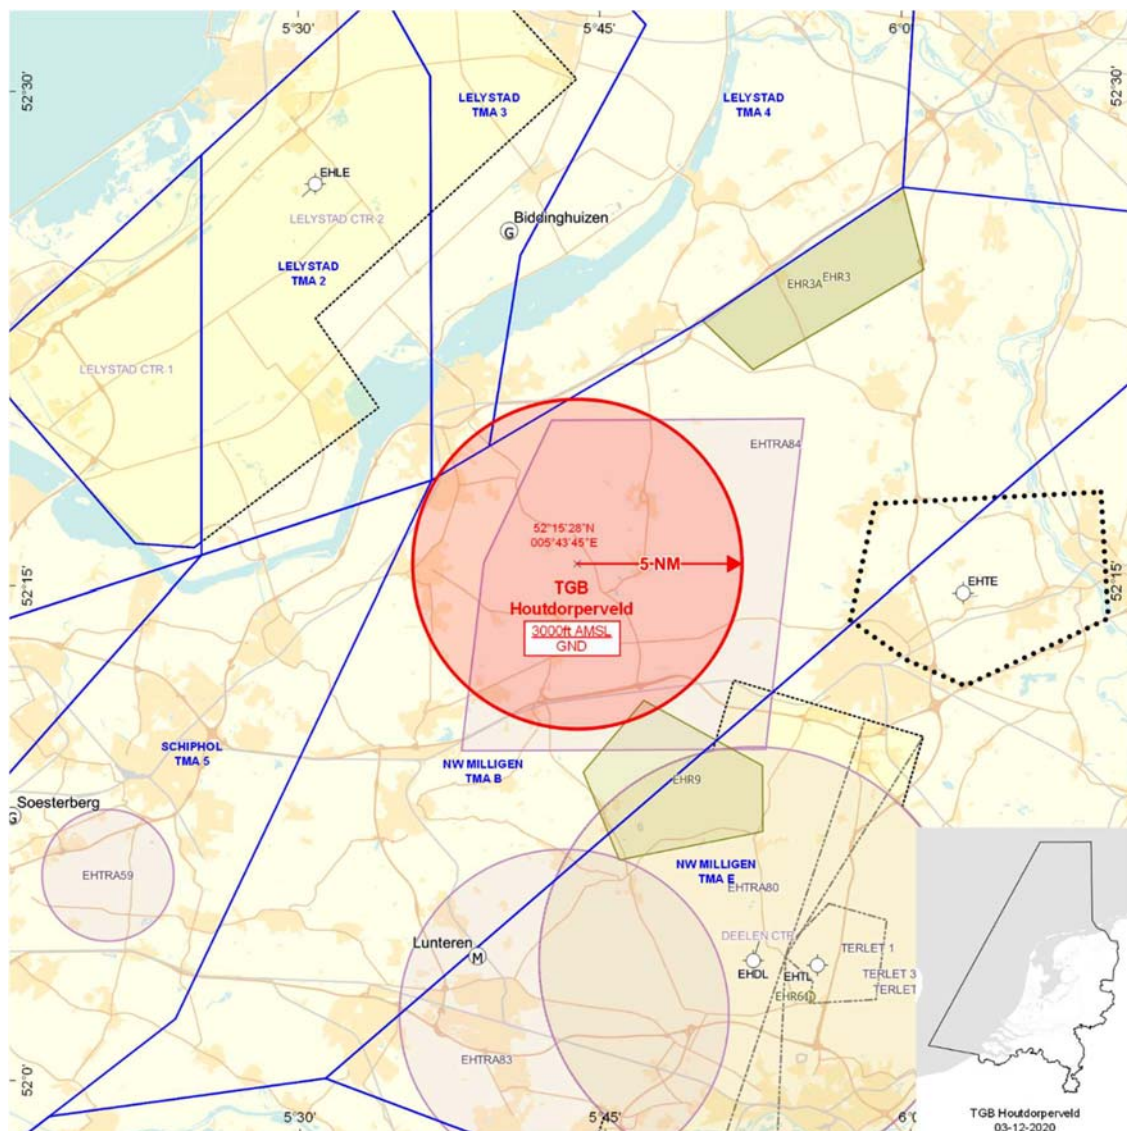 5°30'
5°45'
6°0'
52°30'
52°30'
LELYSTAD
TMA 3
LELYSTAD
TMA 4
EHLE
LELYSTAD CTR 2
Biddinghuizen
G
LELYSTAD
TMA 2
EHR3A
EHR3
LELYSTAD CTR 1
EHTRA84
52°15'28"N
005°43'45"E
5 NM
TGB
Houtdorperveld
3000ft AMSL
GND
52°15'
52°15'
EHTE
SCHIPHOL
TMA 5
NW MILLIGEN
TMA B
EHR9
Soesterberg
G
EHTRA59
NW MILLIGEN
TMA E
EHTRA80
Lunteren
M
DEELEN CTR
EHDL
EHTL
TERLET 1
TERLET 3
TERLET
EHTRA83
52°0'
5°30'
5°45'
TGB Houtdorperveld
03-12-2020